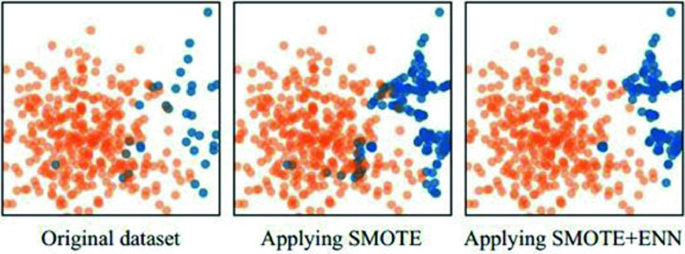 Original dataset
Applying SMOTE
Applying SMOTE+ENN